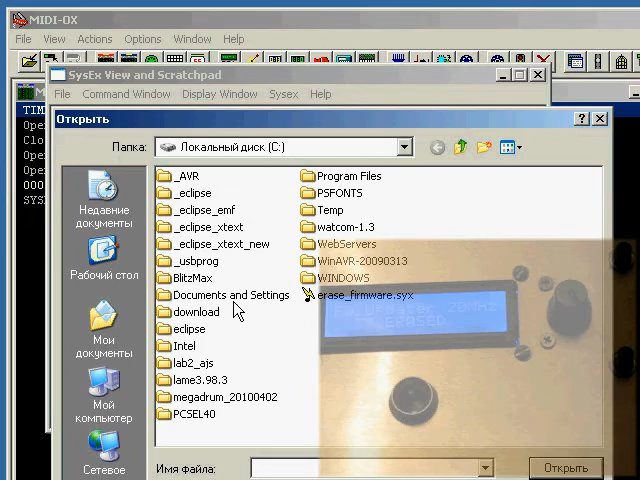 MIDI-OX
File View Actions Options Window Help
SysEx View and Scratchpad
File Command Window Display Window Sysex Help
TIM
Ope
Clo
Ope
Ope
000
SYS
Открыть
Папка: Локальный диск (C:)
Недавние документы
Рабочий стол
Мои документы
Мой компьютер
Сетевое
_AVR
_eclipse
_eclipse_emf
_eclipse_xtext
_eclipse_xtext_new
_usbprog
BlitzMax
Documents and Settings
download
eclipse
Intel
lab2_ajs
lame3.98.3
megadrum_20100402
PCSEL40
Program Files
PSFONTS
Temp
watcom-1.3
WebServers
WinAVR-20090313
WINDOWS
erase_firmware.syx
20MHz
ERASED
Имя файла:
Открыть